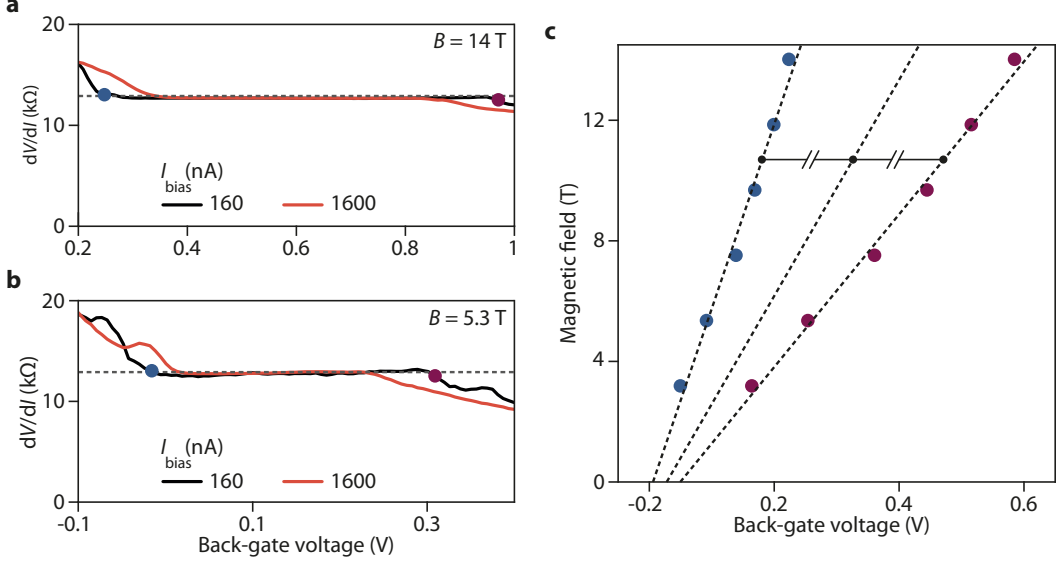 a
20
10
0
dV/dI (kΩ)
B = 14 T
I bias (nA)
160
1600
0.2
0.4
0.6
0.8
1
b
20
10
0
dV/dI (kΩ)
B = 5.3 T
I bias (nA)
160
1600
-0.1
0.1
0.3
Back-gate voltage (V)
c
12
8
4
0
Magnetic field (T)
-0.2
0.2
0.4
0.6
Back-gate voltage (V)